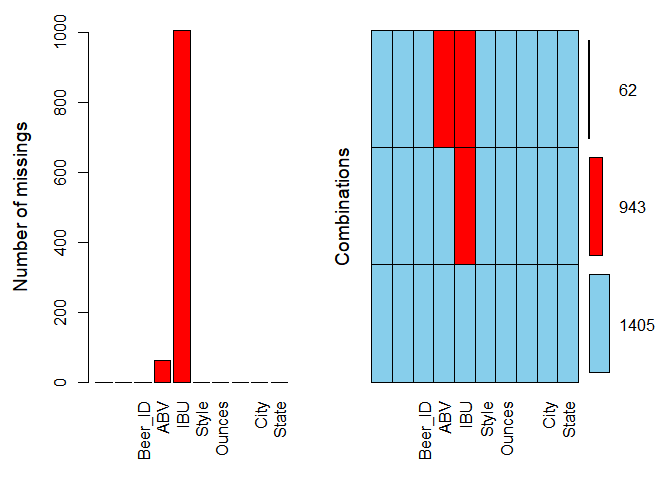 Number of missings
1000
800
600
400
200
0
Beer_ID
ABV
IBU
Style
Ounces
City
State
Combinations
62
943
1405
Beer_ID
ABV
IBU
Style
Ounces
City
State